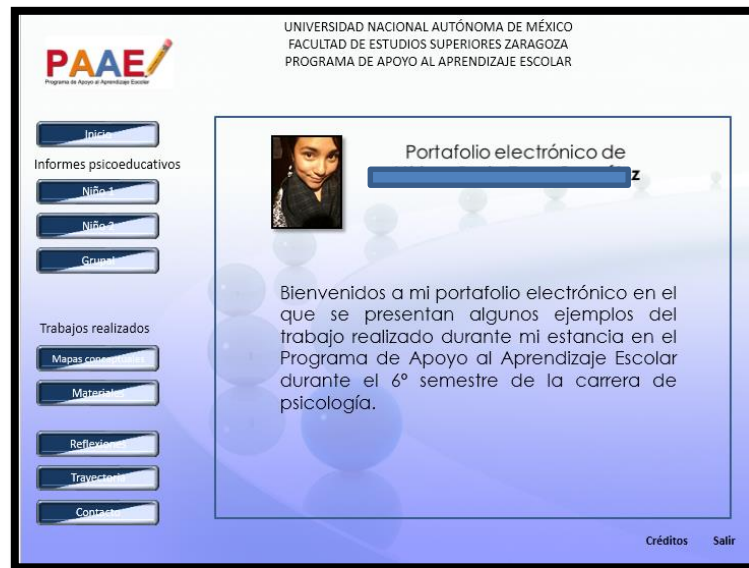 UNIVERSIDAD NACIONAL AUTÓNOMA DE MÉXICO
FACULTAD DE ESTUDIOS SUPERIORES ZARAGOZA
PROGRAMA DE APOYO AL APRENDIZAJE ESCOLAR
PAAE
Programa de Apoyo al Aprendizaje Escolar
Inicio
Informes psicoeducativos
Niño 1
Niño 2
Grupal
Trabajos realizados
Mapas conceptuales
Materiales
Reflexiones
Trayectoria
Contacto
Portafolio electrónico de
z
Bienvenidos a mi portafolio electrónico en el
que se presentan algunos ejemplos del
trabajo realizado durante mi estancia en el
Programa de Apoyo al Aprendizaje Escolar
durante el 6º semestre de la carrera de
psicología.
Créditos Salir